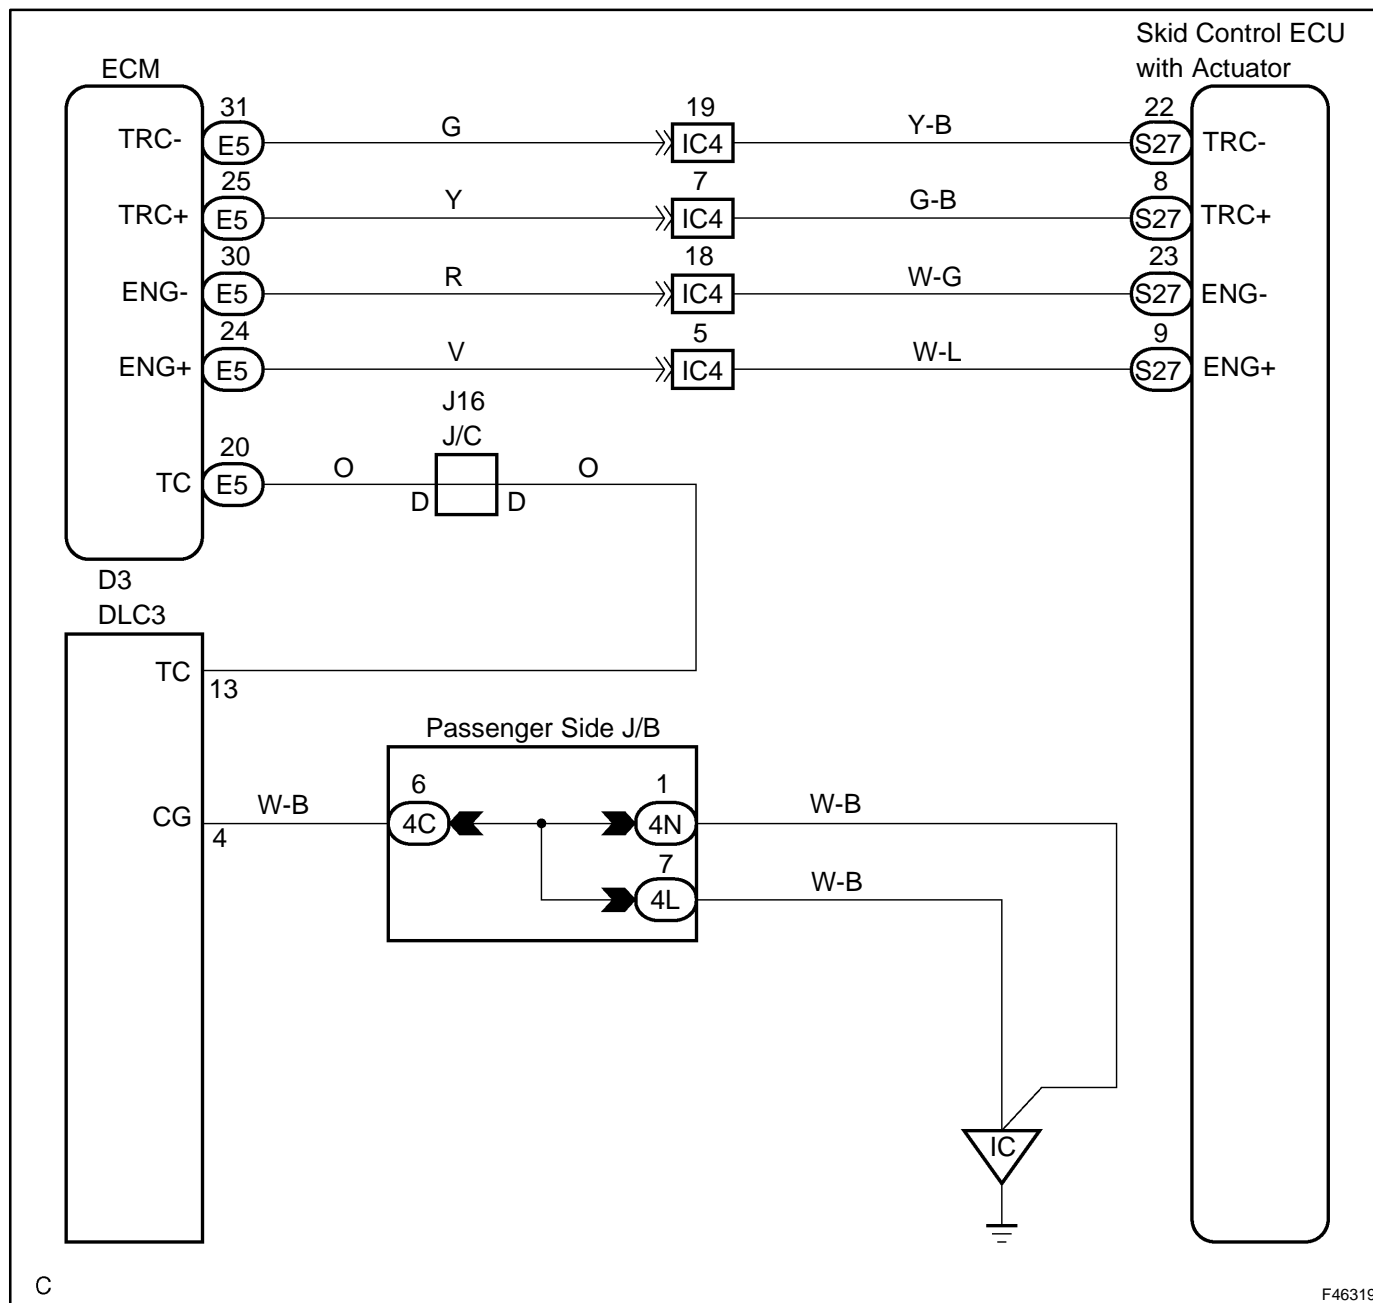 Skid Control ECU
with Actuator
ECM
TRC-
31
E5
G
19
IC4
Y-B
22
S27
TRC-
TRC+
25
E5
Y
7
IC4
G-B
8
S27
TRC+
ENG-
30
E5
R
18
IC4
W-G
23
S27
ENG-
ENG+
24
E5
V
5
IC4
W-L
9
S27
ENG+
J16
J/C
TC
20
E5
O
D
D
O
D3
DLC3
TC
13
Passenger Side J/B
CG
4
W-B
6
4C
1
4N
W-B
7
4L
W-B
IC
C
F46319